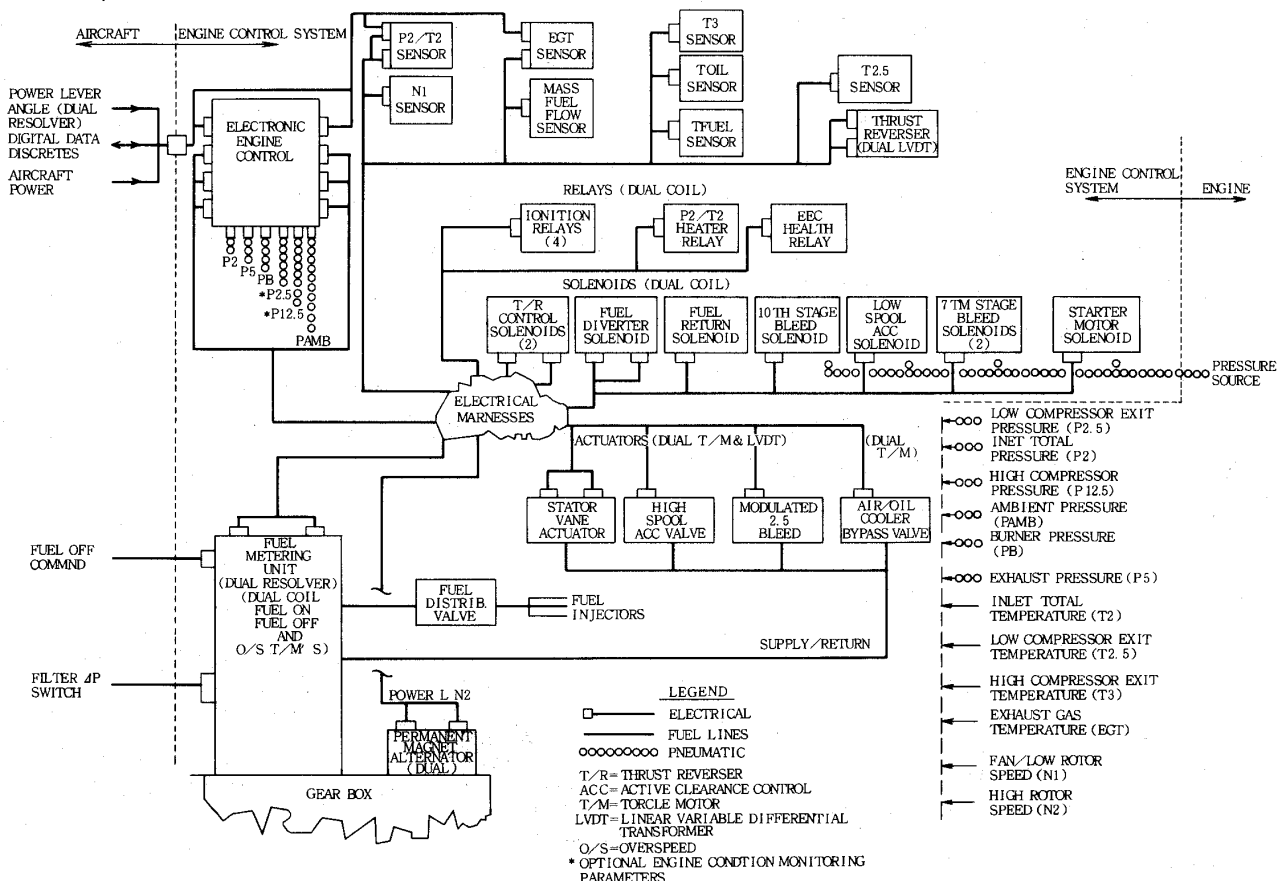 AIRCRAFT
ENGINE CONTROL SYSTEM
POWER LEVER
ANGLE (DUAL
RESOLVER)
DIGITAL DATA
DISCRETES
AIRCRAFT
POWER
ELECTRONIC
ENGINE
CONTROL
P2
P5
PB
*P2.5
*P12.5
PAMB
P2/T2
SENSOR
N1
SENSOR
EGT
SENSOR
MASS
FUEL
FLOW
SENSOR
T3
SENSOR
TOIL
SENSOR
TFUEL
SENSOR
T2.5
SENSOR
THRUST
REVERSER
(DUAL LVDT)
ENGINE CONTROL
SYSTEM
ENGINE
RELAYS (DUAL COIL)
IONITION
RELAYS
(4)
P2/T2
HEATER
RELAY
EEC
HEALTH
RELAY
SOLENOIDS (DUAL COIL)
T/R
CONTROL
SOLENOIDS
(2)
FUEL
DIVERTER
SOLENOID
FUEL
RETURN
SOLENOID
10TH STAGE
BLEED
SOLENOID
LOW
SPOOL
ACC
SOLENOID
7TM STAGE
BLEED
SOLENOIDS
(2)
STARTER
MOTOR
SOLENOID
PRESSURE
SOURCE
ELECTRICAL
MARNESSES
ACTUATORS (DUAL T/M & LVDT)
(DUAL
T/M)
STATOR
VANE
ACTUATOR
HIGH
SPOOL
ACC VALVE
MODULATED
2.5
BLEED
AIR/OIL
COOLER
BYPASS VALVE
LOW COMPRESSOR EXIT
PRESSURE (P2.5)
INET TOTAL
PRESSURE (P2)
HIGH COMPRESSOR
PRESSURE (P12.5)
AMBIENT PRESSURE
(PAMB)
BURNER PRESSURE
(PB)
EXHAUST PRESSURE (P5)
INLET TOTAL
TEMPERATURE (T2)
LOW COMPRESSOR EXIT
TEMPERATURE (T2.5)
HIGH COMPRESSOR EXIT
TEMPERATURE (T3)
EXHAUST GAS
TEMPERATURE (EGT)
FAN/LOW ROTOR
SPEED (N1)
HIGH ROTOR
SPEED (N2)
FUEL OFF
COMMND
FILTER ΔP
SWITCH
FUEL
METERING
UNIT
(DUAL RESOLVER)
(DUAL COIL
FUEL ON
FUEL OFF
AND
O/S T/M'S)
FUEL
DISTRIB.
VALVE
FUEL
INJECTORS
SUPPLY/RETURN
POWER L N2
PERMANENT
MAGNET
ALTERNATOR
(DUAL)
GEAR BOX
LEGEND
ELECTRICAL
FUEL LINES
PNEUMATIC
T/R=THRUST REVERSER
ACC=ACTIVE CLEARANCE CONTROL
T/M=TORCLE MOTOR
LVDT=LINEAR VARIABLE DIFFERENTIAL
TRANSFORMER
O/S=OVERSPEED
* OPTIONAL ENGINE CONDTION MONITORING
PARAMETERS